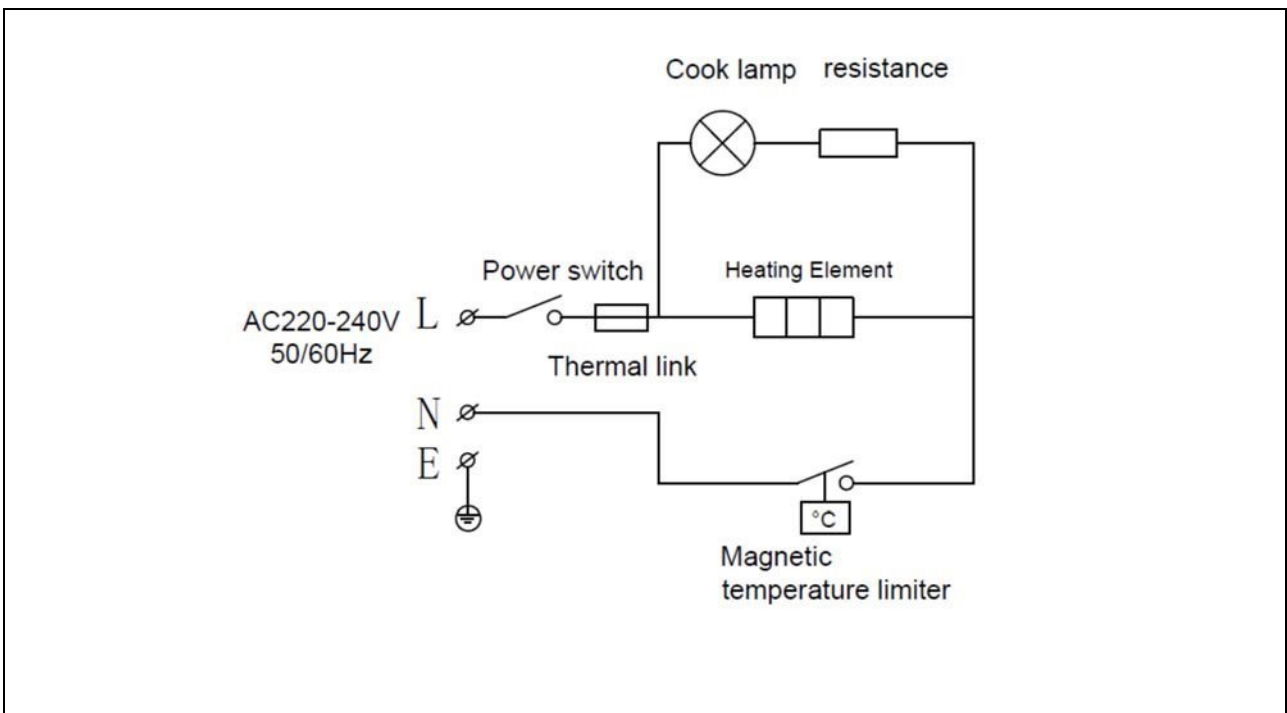 Cook lamp resistance
Power switch
Heating Element
AC220-240V
50/60Hz
L
Thermal link
N
E
°C
Magnetic
temperature limiter